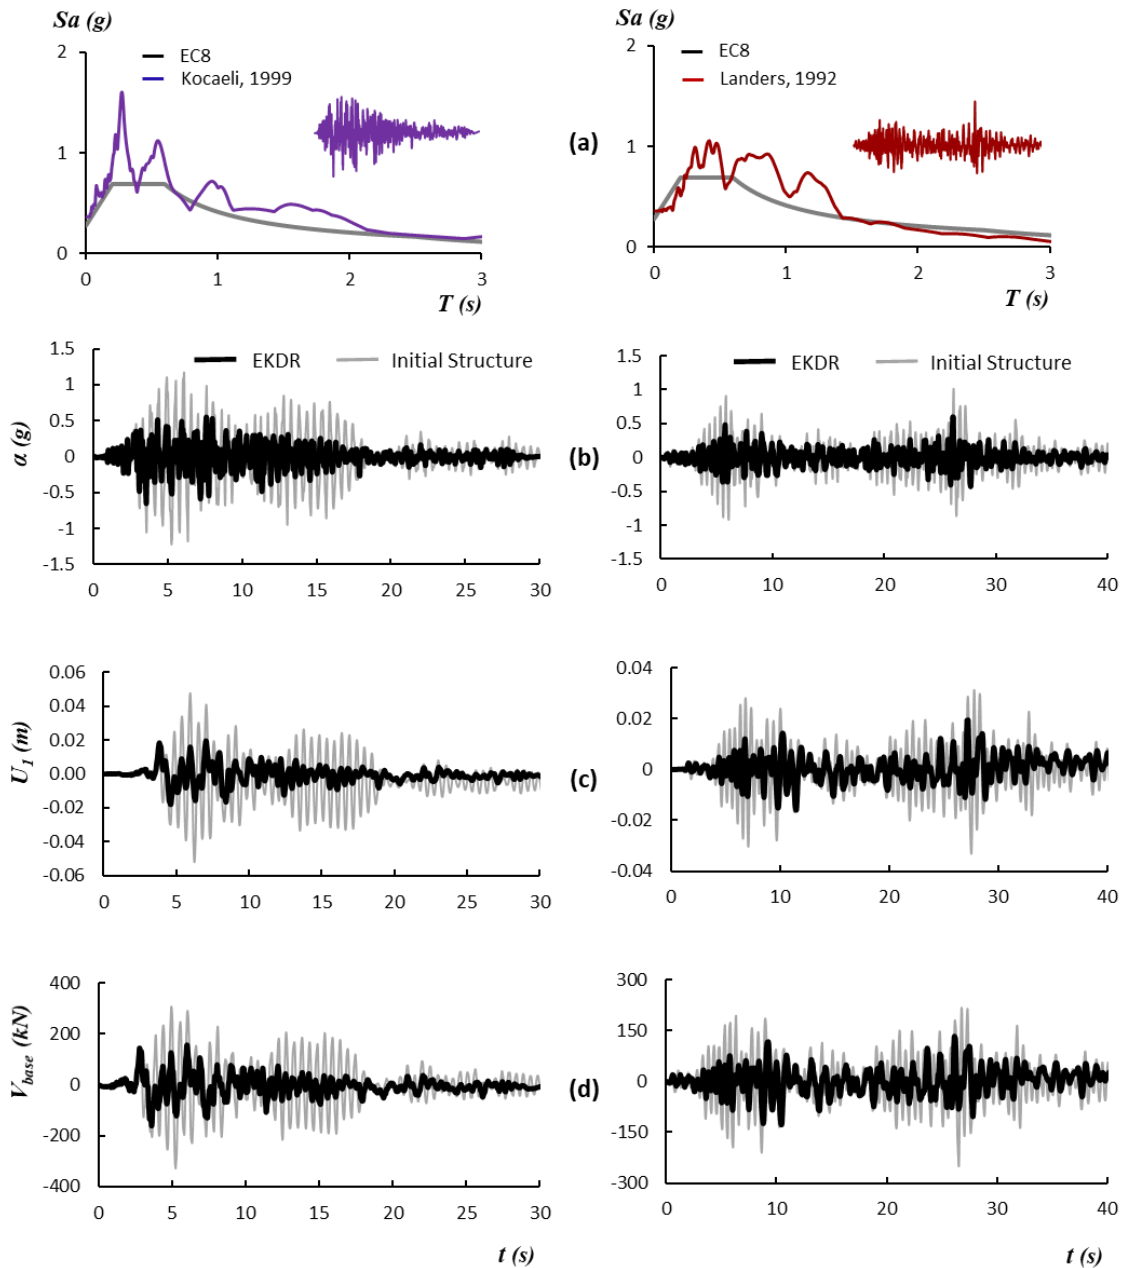 Sa (g)
2
1
0
EC8
Kocaeli, 1999
0 1 2 3
T (s)
(a)
Sa (g)
2
1
0
EC8
Landers, 1992
0 1 2 3
T (s)
α (g)
1.5
1
0.5
0
-0.5
-1
-1.5
EKDR Initial Structure
0 5 10 15 20 25 30
(b)
1.5
1
0.5
0
-0.5
-1
-1.5
EKDR Initial Structure
0 10 20 30 40
U1 (m)
0.06
0.04
0.02
0.00
-0.02
-0.04
-0.06
0 5 10 15 20 25 30
(c)
0.04
0.02
0
-0.02
-0.04
0 10 20 30 40
Vbase (kN)
400
200
0
-200
-400
0 5 10 15 20 25 30
t (s)
(d)
300
150
0
-150
-300
0 10 20 30 40
t (s)